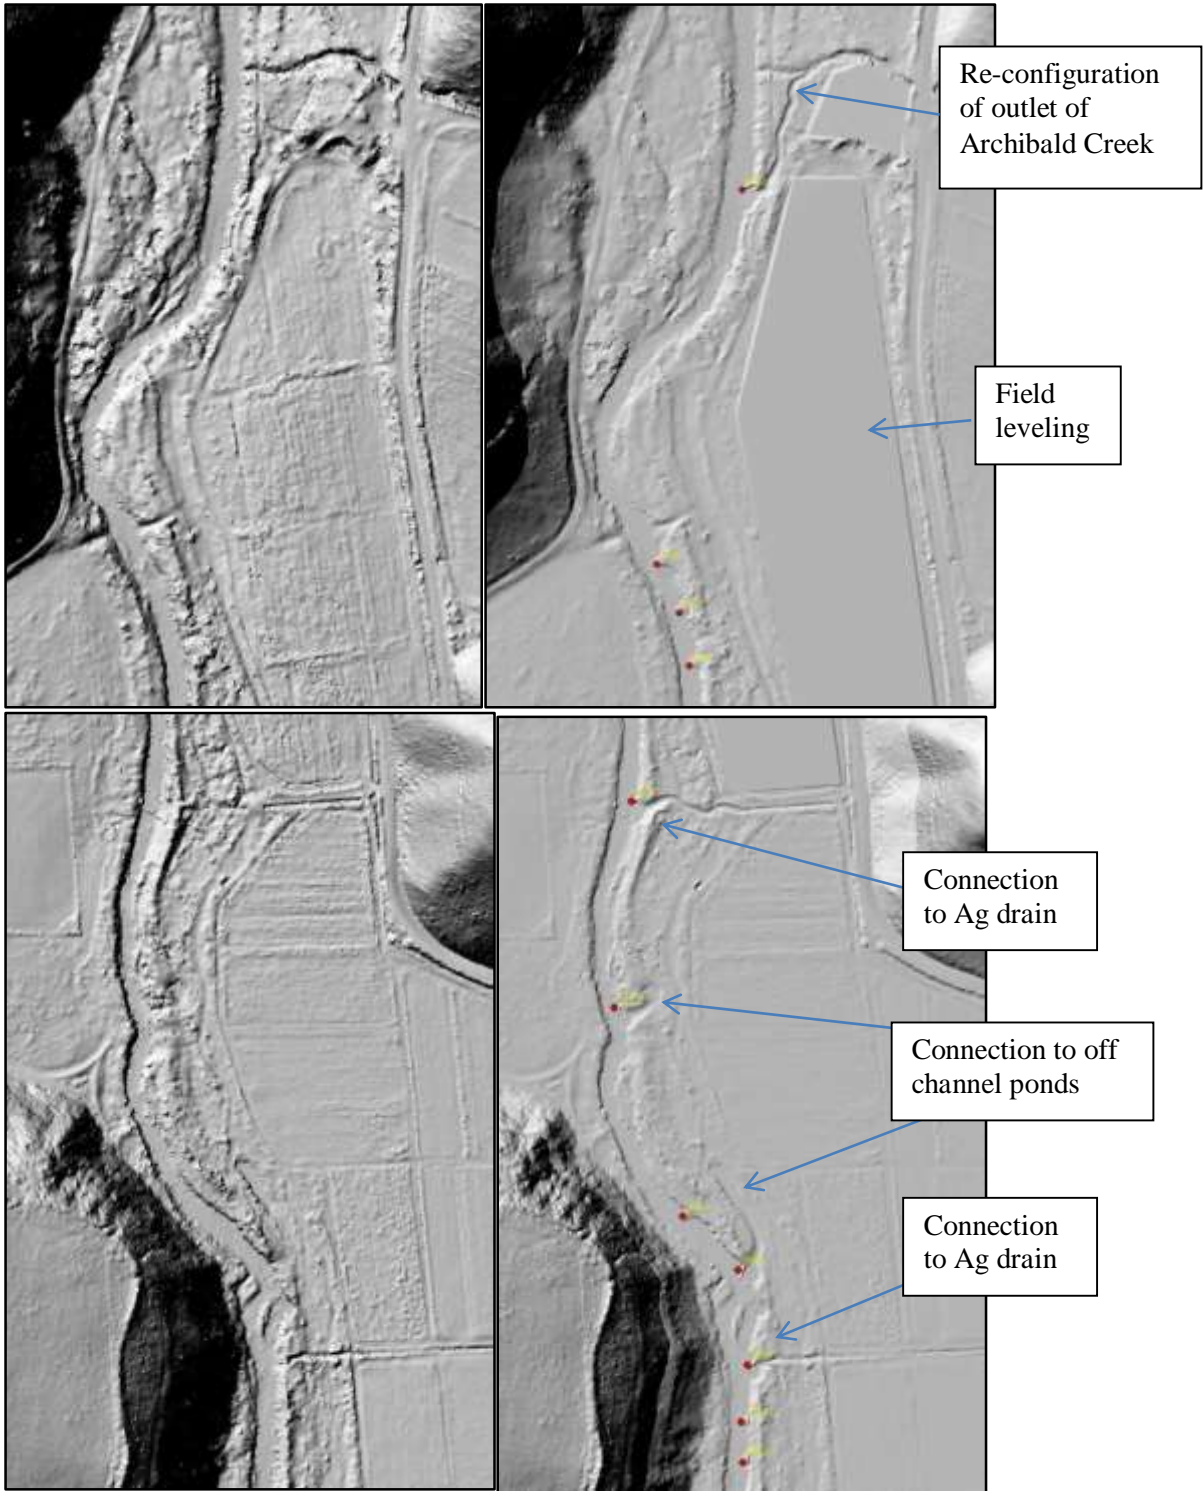 Re-configuration
of outlet of
Archibald Creek
Field
leveling
Connection
to Ag drain
Connection to off
channel ponds
Connection
to Ag drain